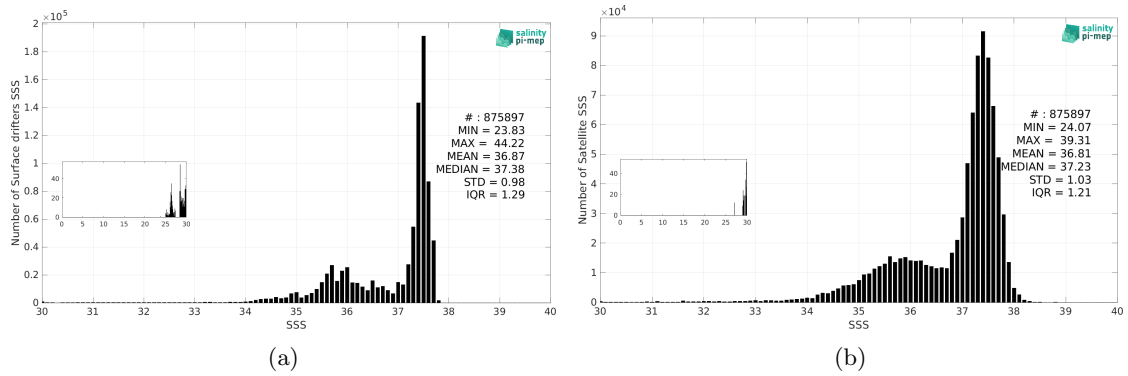 ×10^5
2
1.8
1.6
1.4
1.2
1
0.8
0.6
0.4
0.2
0
Number of Surface drifters SSS
salinity
pi-mep
# : 875897
MIN = 23.83
MAX = 44.22
MEAN = 36.87
MEDIAN = 37.38
STD = 0.98
IQR = 1.29
40
20
0
0 5 10 15 20 25 30
30 31 32 33 34 35 36 37 38 39 40
SSS
(a)
×10^4
9
8
7
6
5
4
3
2
1
0
Number of Satellite SSS
salinity
pi-mep
# : 875897
MIN = 24.07
MAX = 39.31
MEAN = 36.81
MEDIAN = 37.23
STD = 1.03
IQR = 1.21
40
20
0
0 5 10 15 20 25 30
30 31 32 33 34 35 36 37 38 39 40
SSS
(b)